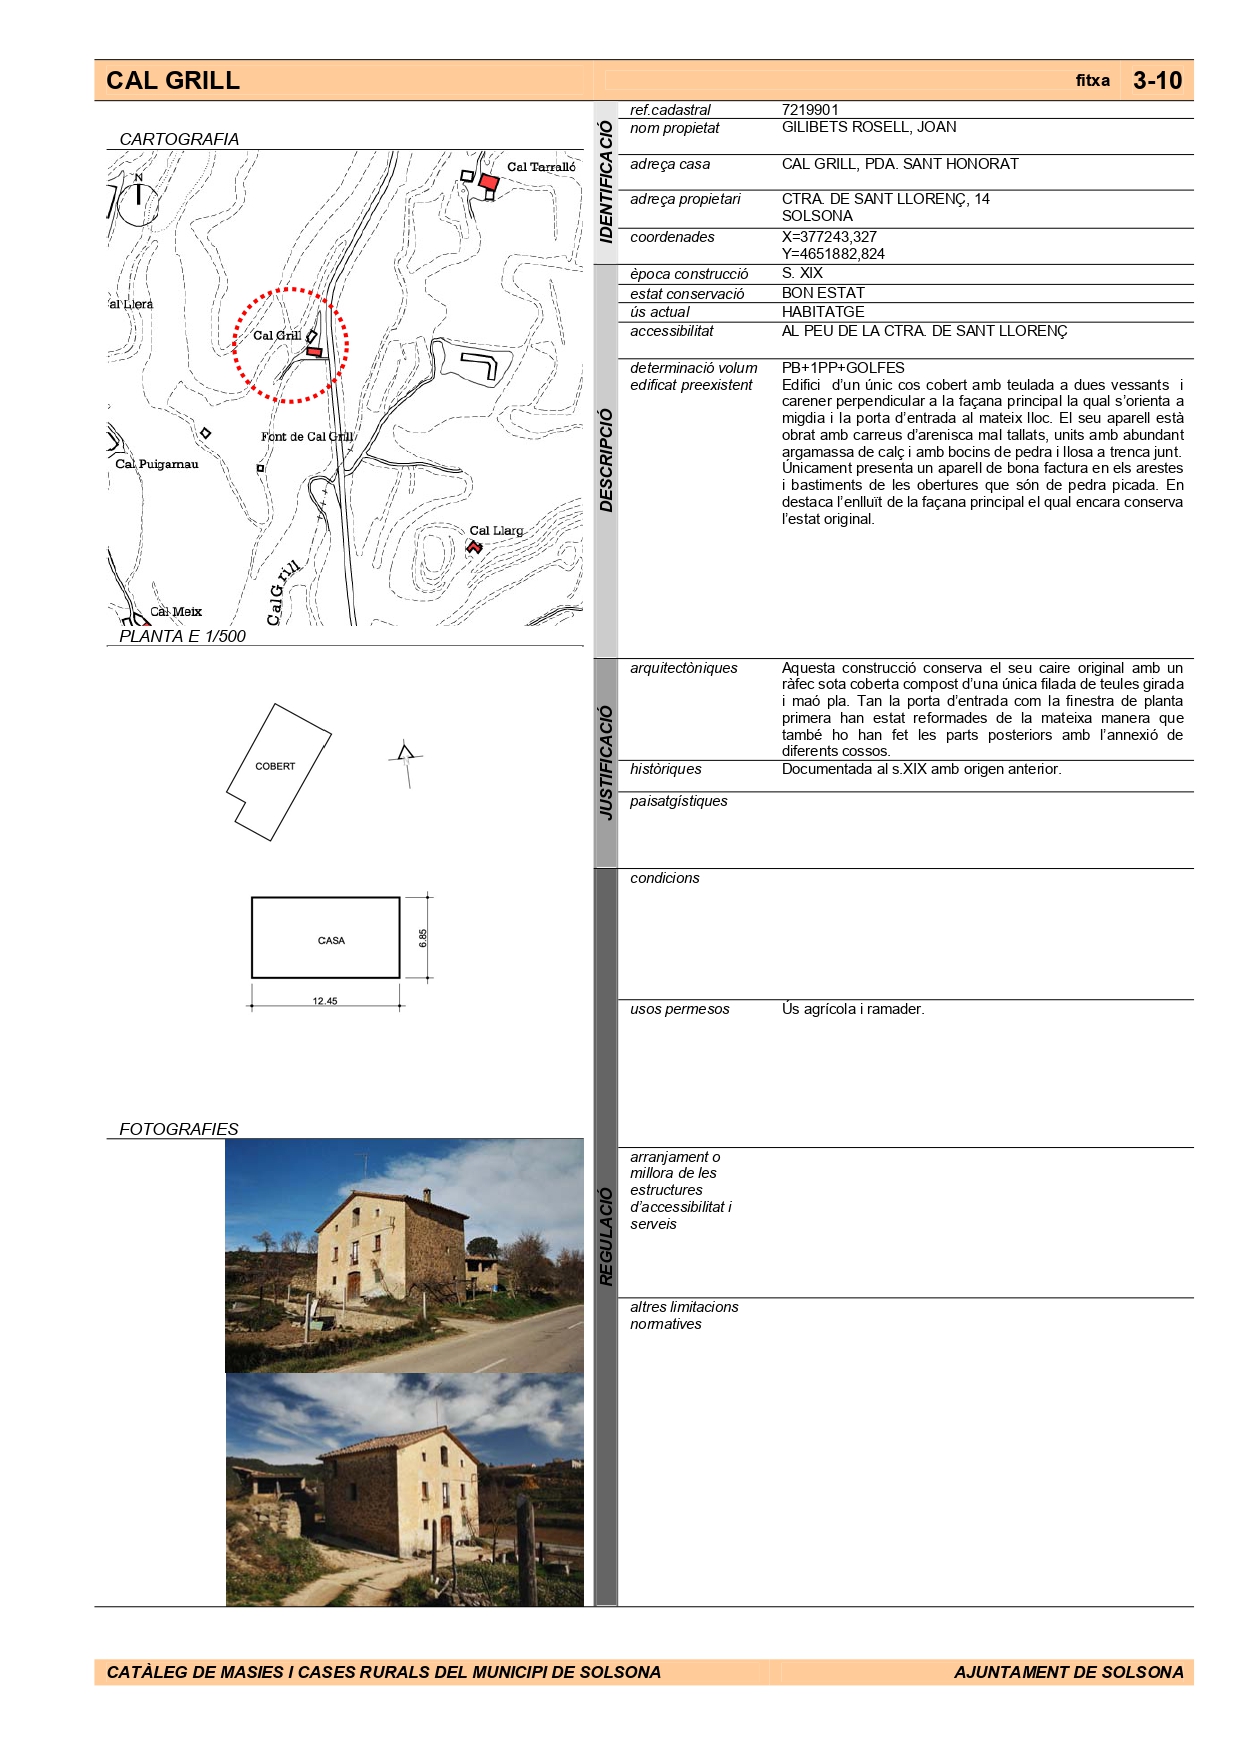 CAL GRILL
fitxa 3-10
CARTOGRAFIA
N
Cal Tarralló
al Llera
Cal Grill
Font de Cal Grill
Cal Puigarnau
Cal Llarg
Cal Grill
Cal Meix
PLANTA E 1/500
COBERT
CASA
6.85
12.45
FOTOGRAFIES
IDENTIFICACIÓ
ref.cadastral 7219901
nom propietat GILIBETS ROSELL, JOAN
adreça casa CAL GRILL, PDA. SANT HONORAT
adreça propietari CTRA. DE SANT LLORENÇ, 14
SOLSONA
coordenades X=377243,327
Y=4651882,824
DESCRIPCIÓ
època construcció S. XIX
estat conservació BON ESTAT
ús actual HABITATGE
accessibilitat AL PEU DE LA CTRA. DE SANT LLORENÇ
determinació volum PB+1PP+GOLFES
edificat preexistent Edifici d’un únic cos cobert amb teulada a dues vessants i
carener perpendicular a la façana principal la qual s’orienta a
migdia i la porta d’entrada al mateix lloc. El seu aparell està
obrat amb carreus d’arenisca mal tallats, units amb abundant
argamassa de calç i amb bocins de pedra i llosa a trenca junt.
Únicament presenta un aparell de bona factura en els arestes
i bastiments de les obertures que són de pedra picada. En
destaca l’enlluït de la façana principal el qual encara conserva
l’estat original.
JUSTIFICACIÓ
arquitectòniques Aquesta construcció conserva el seu caire original amb un
ràfec sota coberta compost d’una única filada de teules girada
i maó pla. Tan la porta d’entrada com la finestra de planta
primera han estat reformades de la mateixa manera que
també ho han fet les parts posteriors amb l’annexió de
diferents cossos.
històriques Documentada al s.XIX amb origen anterior.
paisatgístiques
REGULACIÓ
condicions
usos permesos Ús agrícola i ramader.
arranjament o
millora de les
estructures
d’accessibilitat i
serveis
altres limitacions
normatives
CATÀLEG DE MASIES I CASES RURALS DEL MUNICIPI DE SOLSONA
AJUNTAMENT DE SOLSONA